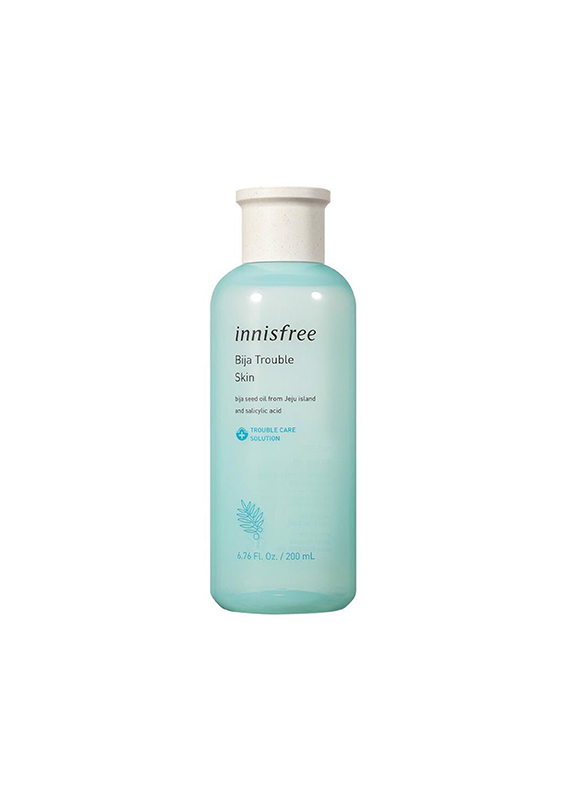 innisfree
Bija Trouble
Skin
bija seed oil from Jeju island
and salicylic acid
TROUBLE CARE
SOLUTION
6.76 FL. Oz. / 200 mL